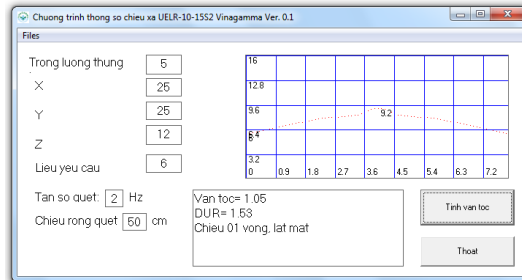 Chuong trinh thong so chieu xa UELR-10-15S2 Vinagamma Ver. 0.1
Files
Trong luong thung 5
X 25
Y 25
Z 12
Lieu yeu cau 6
Tan so quet: 2 Hz
Chieu rong quet 50 cm
16
12.8
9.6
9.2
6.4
3.2
0 0.9 1.8 2.7 3.6 4.5 5.4 6.3 7.2
Van toc= 1.05
DUR= 1.53
Chieu 01 vong, lat mat
Tinh van toc
Thoat